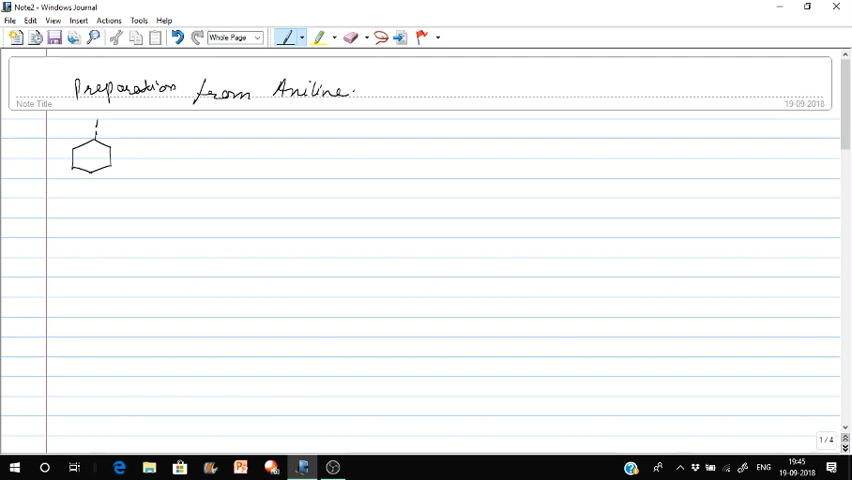 Note2 - Windows Journal
File Edit View Insert Actions Tools Help
Whole Page
Preparation from Aniline.
Note Title
19-09-2018
1 / 4
ENG
19:45
19-09-2018